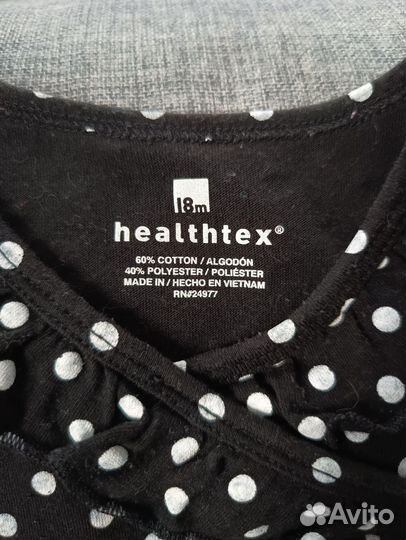 18m
healthtex®
60% COTTON / ALGODÓN
40% POLYESTER / POLIÉSTER
MADE IN / HECHO EN VIETNAM
RN#24977
Avito